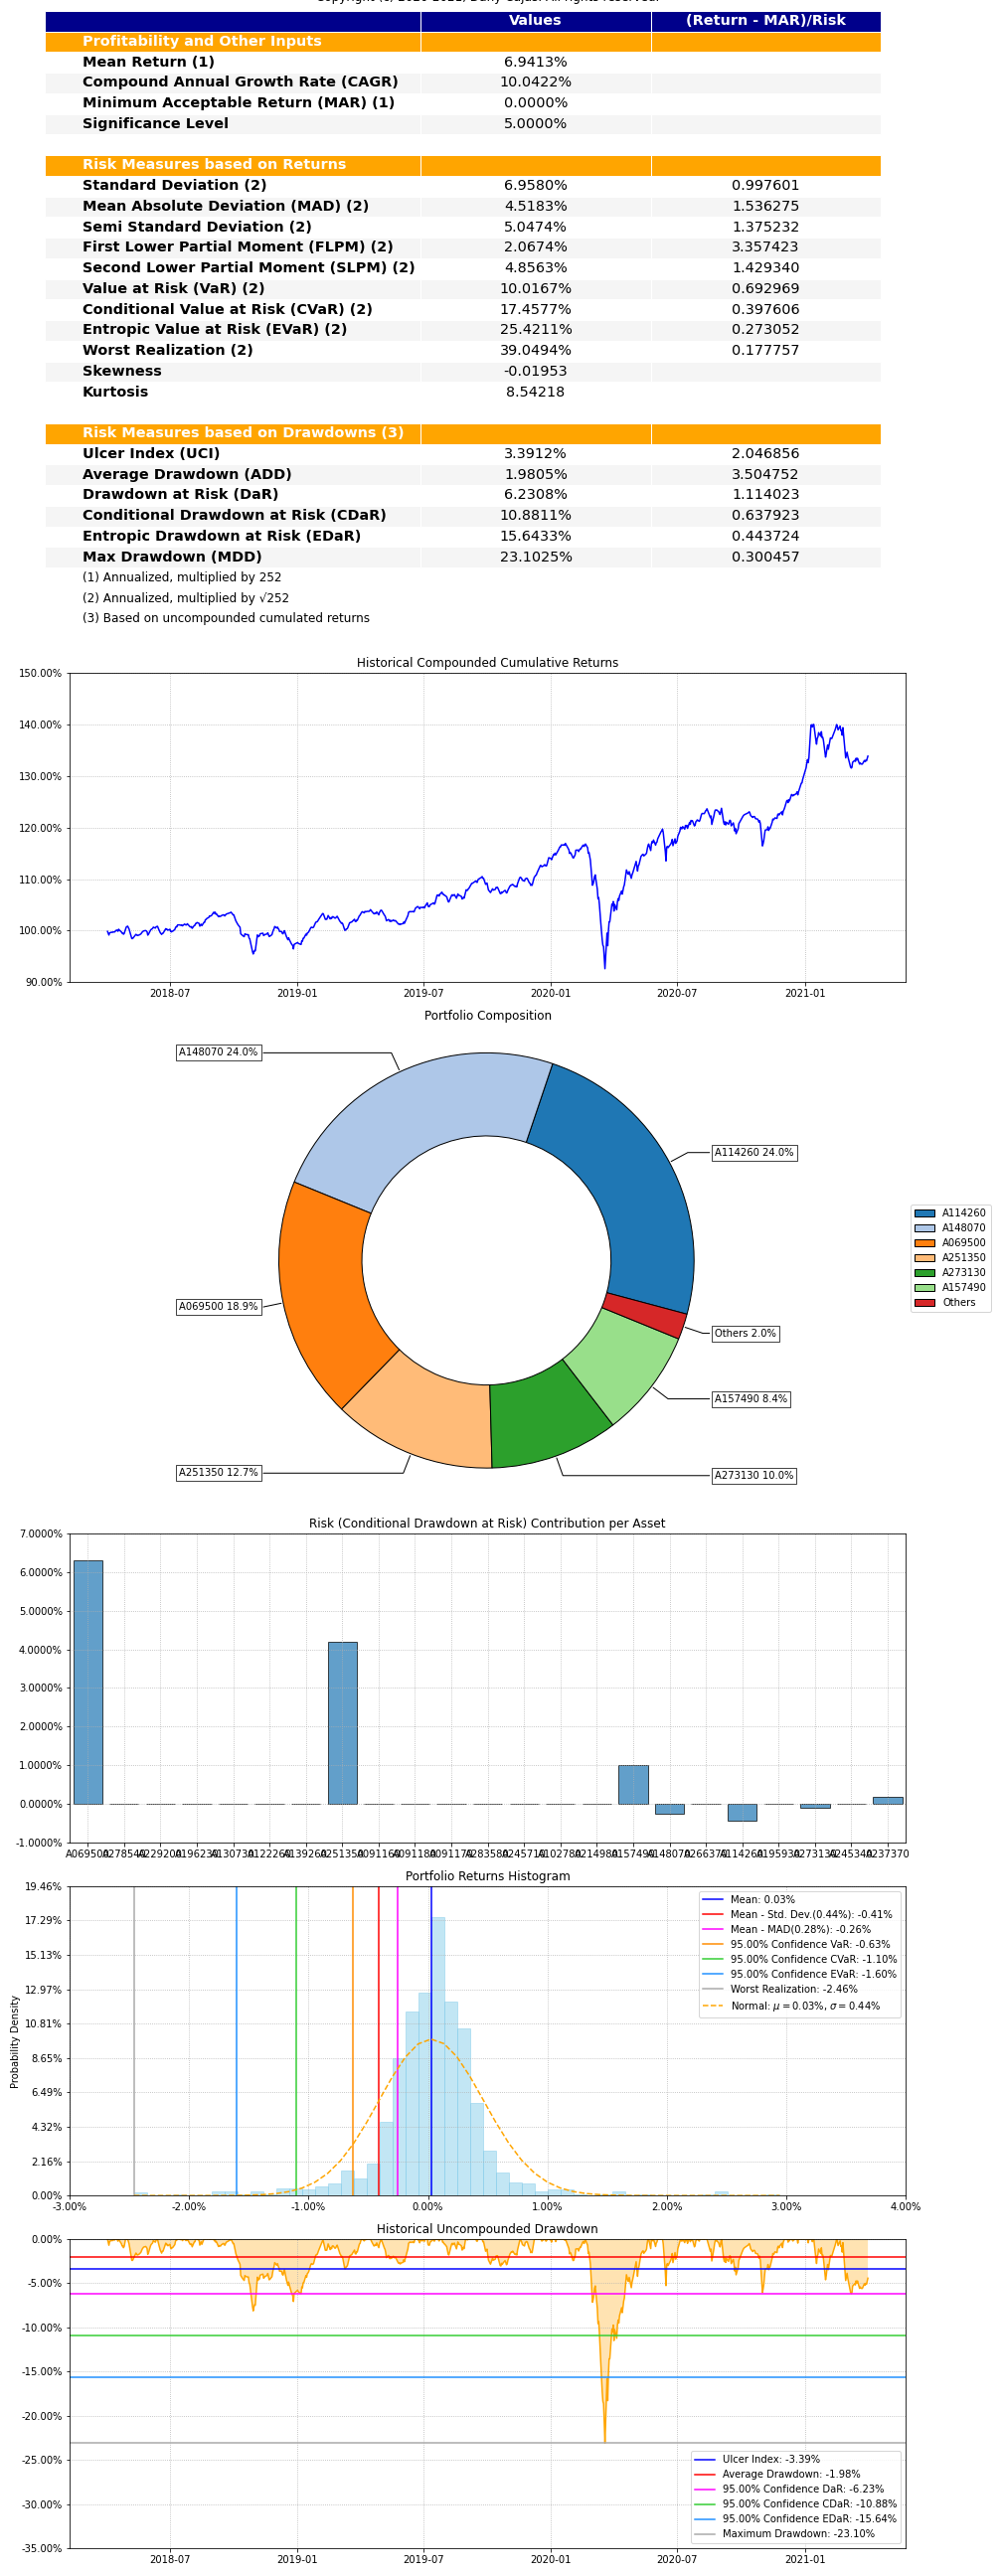 Copyright (c) 2020-2021, Dany Cajas. All rights reserved.
Values (Return - MAR)/Risk
Profitability and Other Inputs
Mean Return (1) 6.9413%
Compound Annual Growth Rate (CAGR) 10.0422%
Minimum Acceptable Return (MAR) (1) 0.0000%
Significance Level 5.0000%
Risk Measures based on Returns
Standard Deviation (2) 6.9580% 0.997601
Mean Absolute Deviation (MAD) (2) 4.5183% 1.536275
Semi Standard Deviation (2) 5.0474% 1.375232
First Lower Partial Moment (FLPM) (2) 2.0674% 3.357423
Second Lower Partial Moment (SLPM) (2) 4.8563% 1.429340
Value at Risk (VaR) (2) 10.0167% 0.692969
Conditional Value at Risk (CVaR) (2) 17.4577% 0.397606
Entropic Value at Risk (EVaR) (2) 25.4211% 0.273052
Worst Realization (2) 39.0494% 0.177757
Skewness -0.01953
Kurtosis 8.54218
Risk Measures based on Drawdowns (3)
Ulcer Index (UCI) 3.3912% 2.046856
Average Drawdown (ADD) 1.9805% 3.504752
Drawdown at Risk (DaR) 6.2308% 1.114023
Conditional Drawdown at Risk (CDaR) 10.8811% 0.637923
Entropic Drawdown at Risk (EDaR) 15.6433% 0.443724
Max Drawdown (MDD) 23.1025% 0.300457
(1) Annualized, multiplied by 252
(2) Annualized, multiplied by √252
(3) Based on uncompounded cumulated returns
Historical Compounded Cumulative Returns
150.00%
140.00%
130.00%
120.00%
110.00%
100.00%
90.00%
2018-07 2019-01 2019-07 2020-01 2020-07 2021-01
Portfolio Composition
A148070 24.0%
A114260 24.0%
A069500 18.9%
Others 2.0%
A157490 8.4%
A251350 12.7%
A273130 10.0%
A114260
A148070
A069500
A251350
A273130
A157490
Others
Risk (Conditional Drawdown at Risk) Contribution per Asset
7.0000%
6.0000%
5.0000%
4.0000%
3.0000%
2.0000%
1.0000%
0.0000%
-1.0000%
Portfolio Returns Histogram
Probability Density
19.46%
17.29%
15.13%
12.97%
10.81%
8.65%
6.49%
4.32%
2.16%
0.00%
-3.00% -2.00% -1.00% 0.00% 1.00% 2.00% 3.00% 4.00%
Mean: 0.03%
Mean - Std. Dev.(0.44%): -0.41%
Mean - MAD(0.28%): -0.26%
95.00% Confidence VaR: -0.63%
95.00% Confidence CVaR: -1.10%
95.00% Confidence EVaR: -1.60%
Worst Realization: -2.46%
Normal: μ = 0.03%, σ = 0.44%
Historical Uncompounded Drawdown
0.00%
-5.00%
-10.00%
-15.00%
-20.00%
-25.00%
-30.00%
-35.00%
Ulcer Index: -3.39%
Average Drawdown: -1.98%
95.00% Confidence DaR: -6.23%
95.00% Confidence CDaR: -10.88%
95.00% Confidence EDaR: -15.64%
Maximum Drawdown: -23.10%
2018-07 2019-01 2019-07 2020-01 2020-07 2021-01